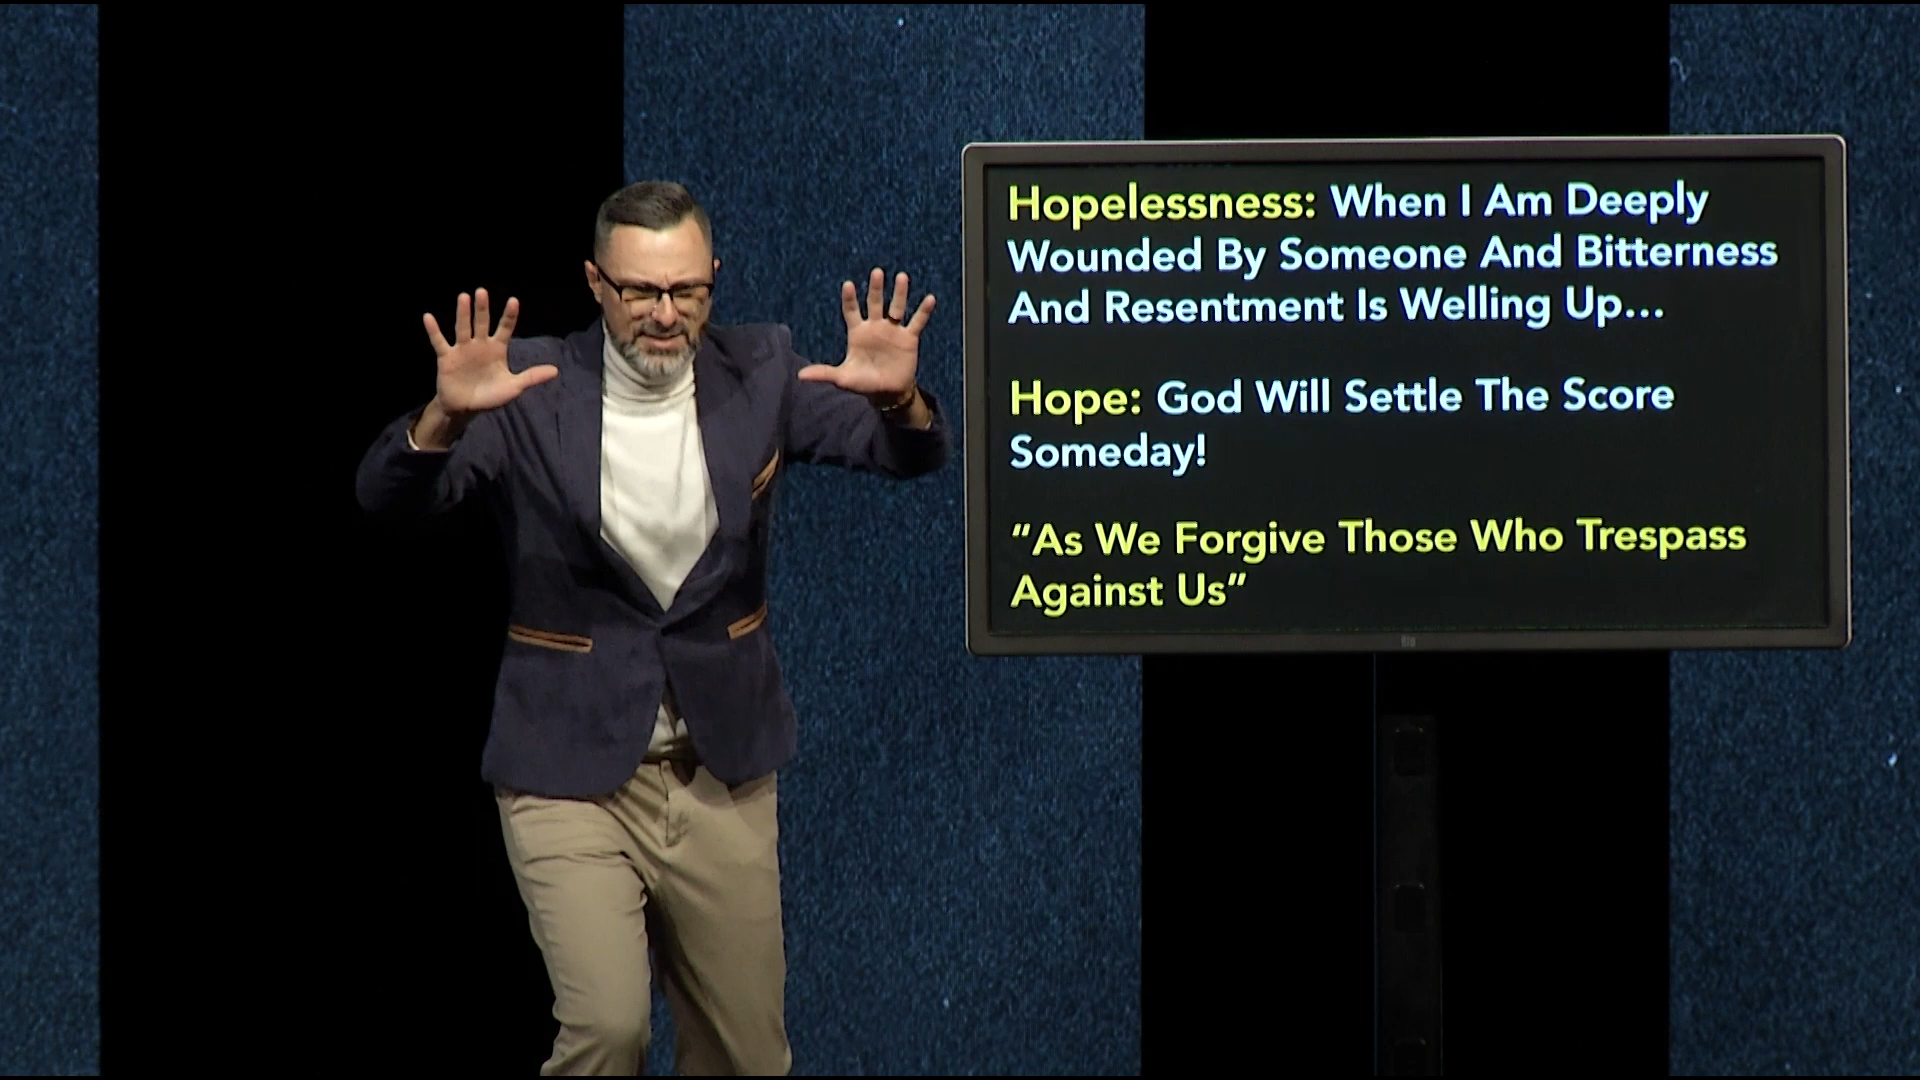 Hopelessness: When I Am Deeply
Wounded By Someone And Bitterness
And Resentment Is Welling Up...
Hope: God Will Settle The Score
Someday!
“As We Forgive Those Who Trespass
Against Us”